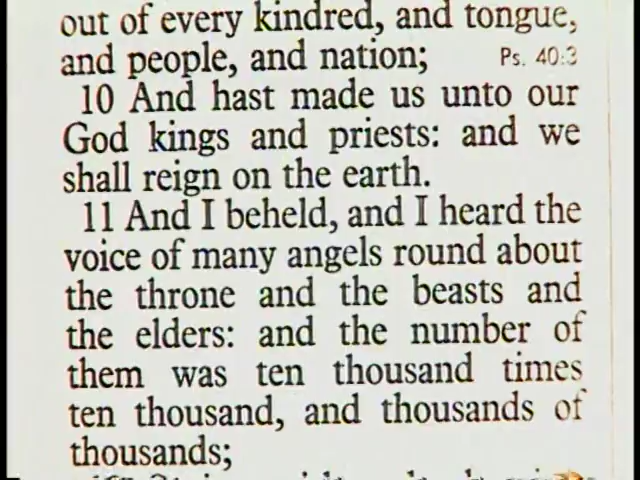 out of every kindred, and tongue,
and people, and nation; Ps. 40:3
10 And hast made us unto our
God kings and priests: and we
shall reign on the earth.
11 And I beheld, and I heard the
voice of many angels round about
the throne and the beasts and
the elders: and the number of
them was ten thousand times
ten thousand, and thousands of
thousands;